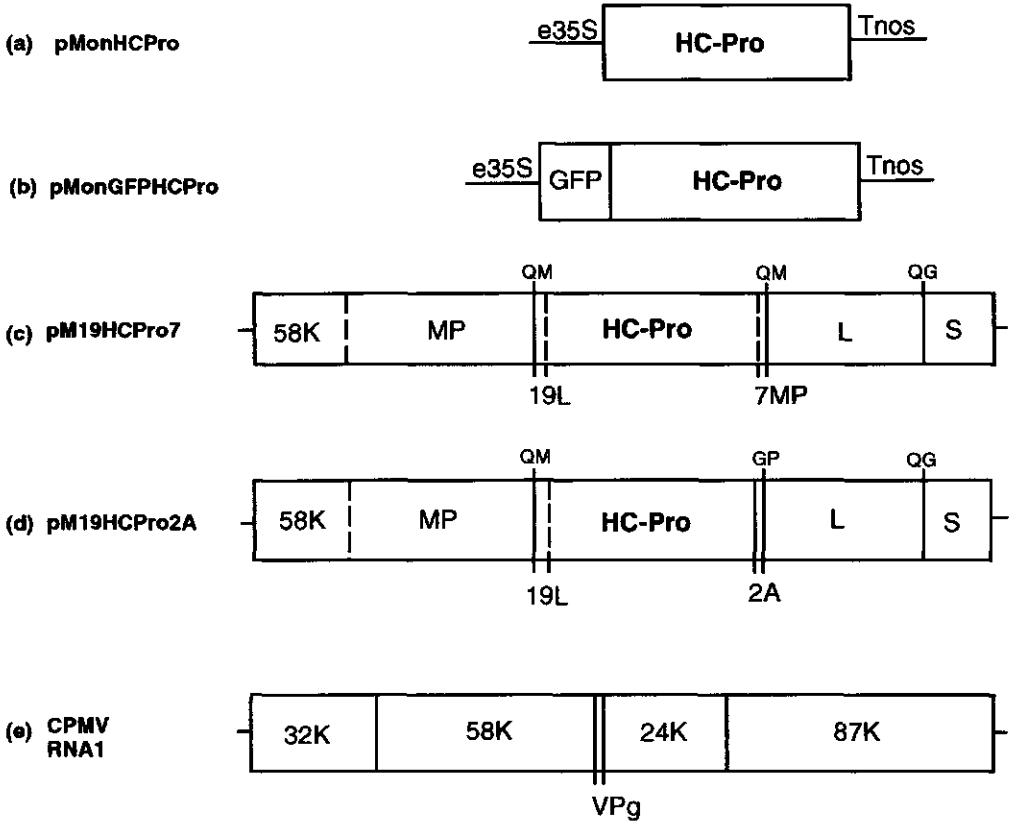 (a) pMonHCPro e35S HC-Pro Tnos
(b) pMonGFPHCPro e35S GFP HC-Pro Tnos
QM QM QG
(c) pM19HCPro7 58K MP HC-Pro L S
19L 7MP
QM GP QG
(d) pM19HCPro2A 58K MP HC-Pro L S
19L 2A
(e) CPMV
RNA1 32K 58K 24K 87K
VPg